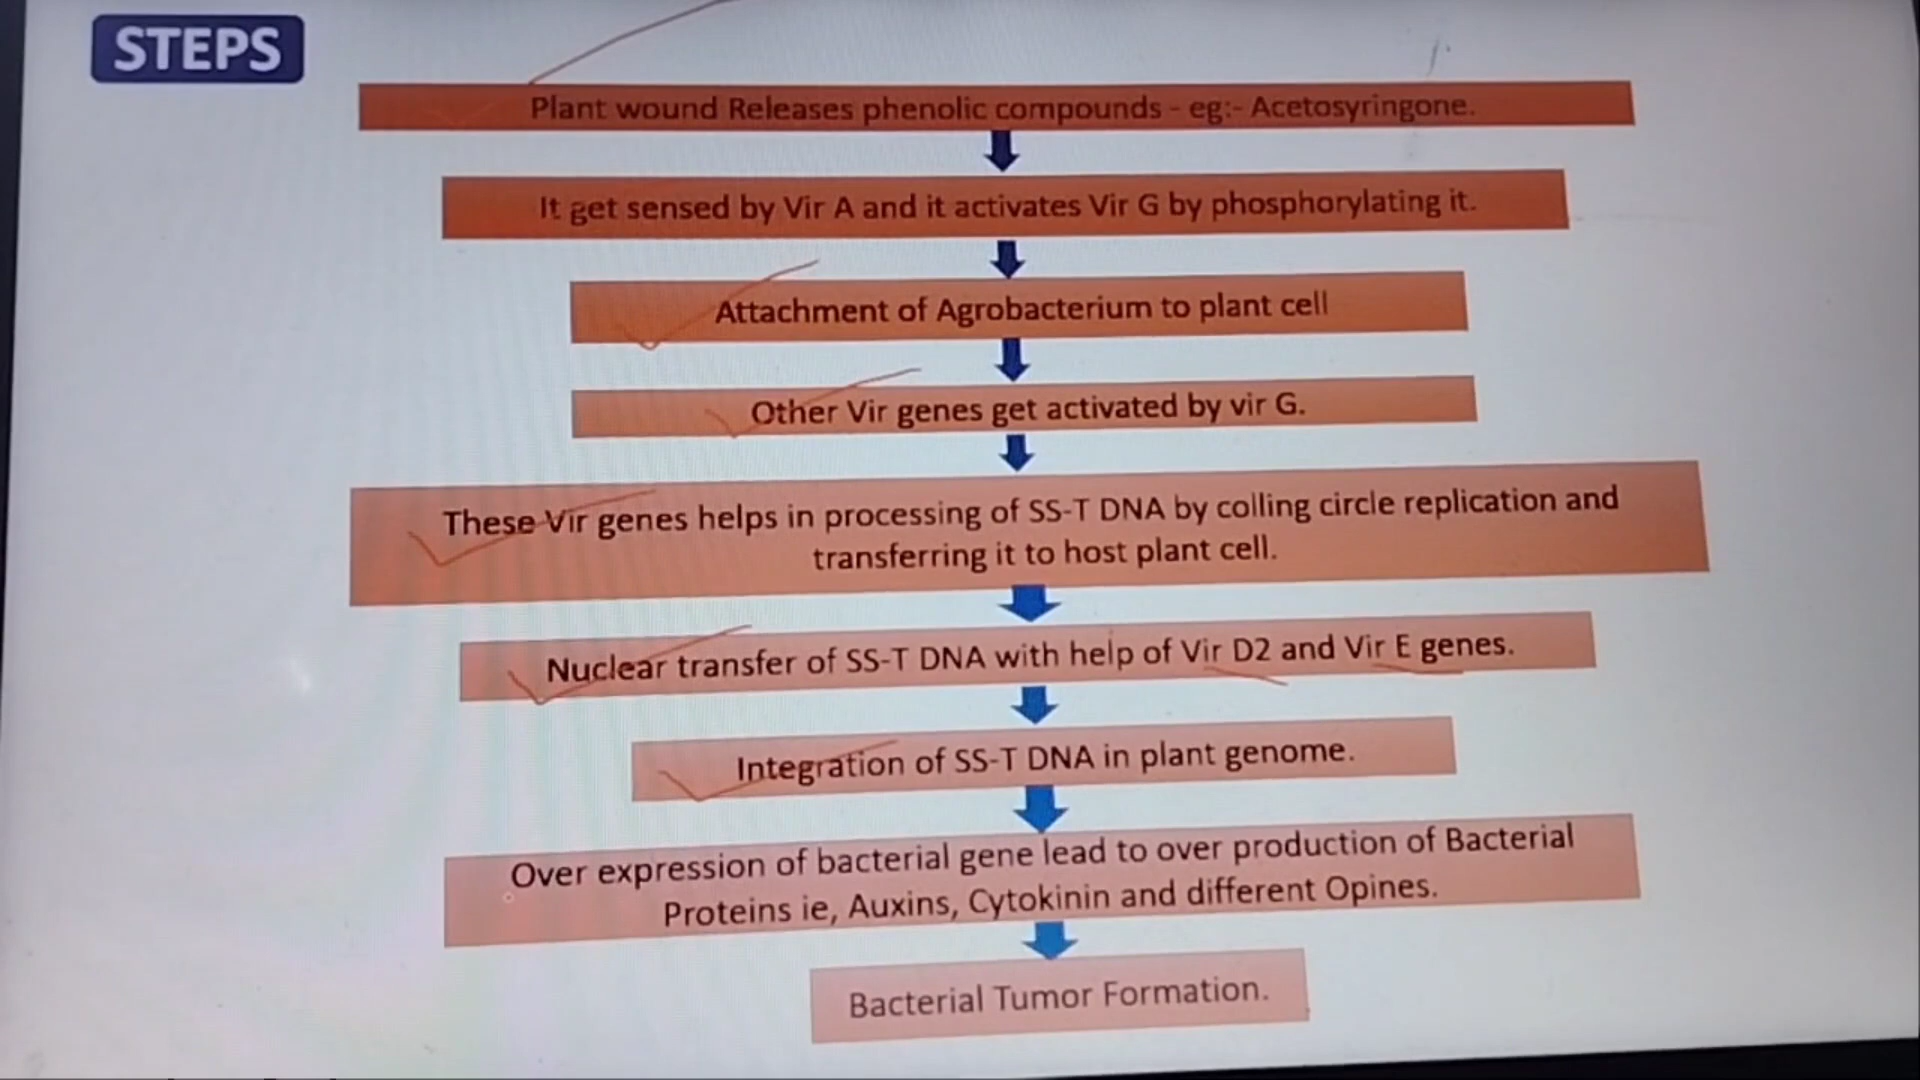 STEPS
Plant wound Releases phenolic compounds - eg:- Acetosyringone.
It get sensed by Vir A and it activates Vir G by phosphorylating it.
Attachment of Agrobacterium to plant cell
Other Vir genes get activated by vir G.
These Vir genes helps in processing of SS-T DNA by colling circle replication and
transferring it to host plant cell.
Nuclear transfer of SS-T DNA with help of Vir D2 and Vir E genes.
Integration of SS-T DNA in plant genome.
Over expression of bacterial gene lead to over production of Bacterial
Proteins ie, Auxins, Cytokinin and different Opines.
Bacterial Tumor Formation.